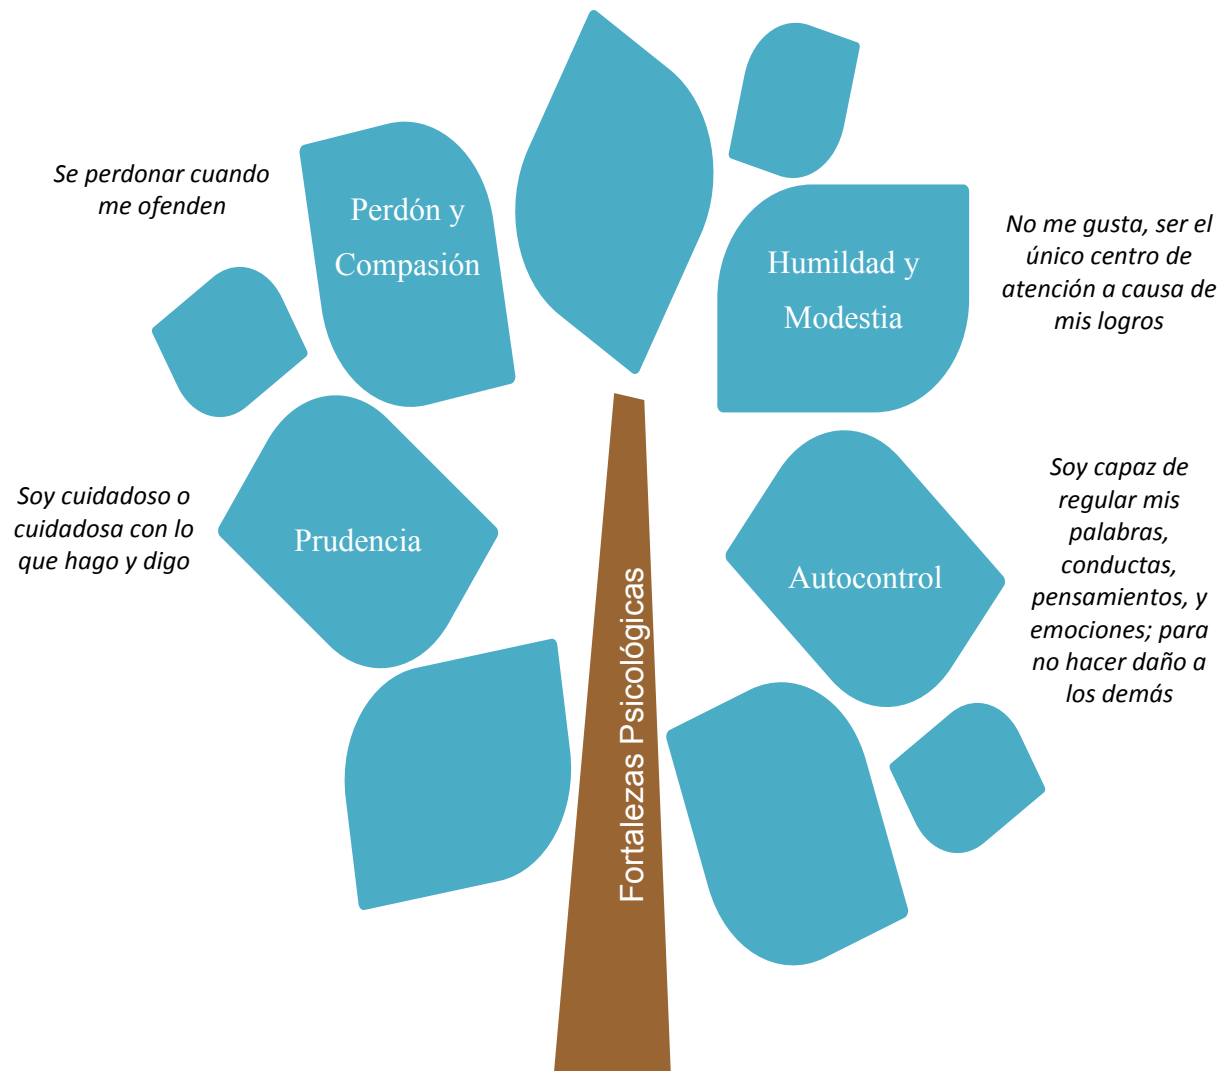 Se perdonar cuando
me ofenden
Perdón y
Compasión
Humildad y
Modestia
No me gusta, ser el
único centro de
atención a causa de
mis logros
Soy cuidadoso o
cuidadosa con lo
que hago y digo
Prudencia
Autocontrol
Soy capaz de
regular mis
palabras,
conductas,
pensamientos, y
emociones; para
no hacer daño a
los demás
Fortalezas Psicológicas